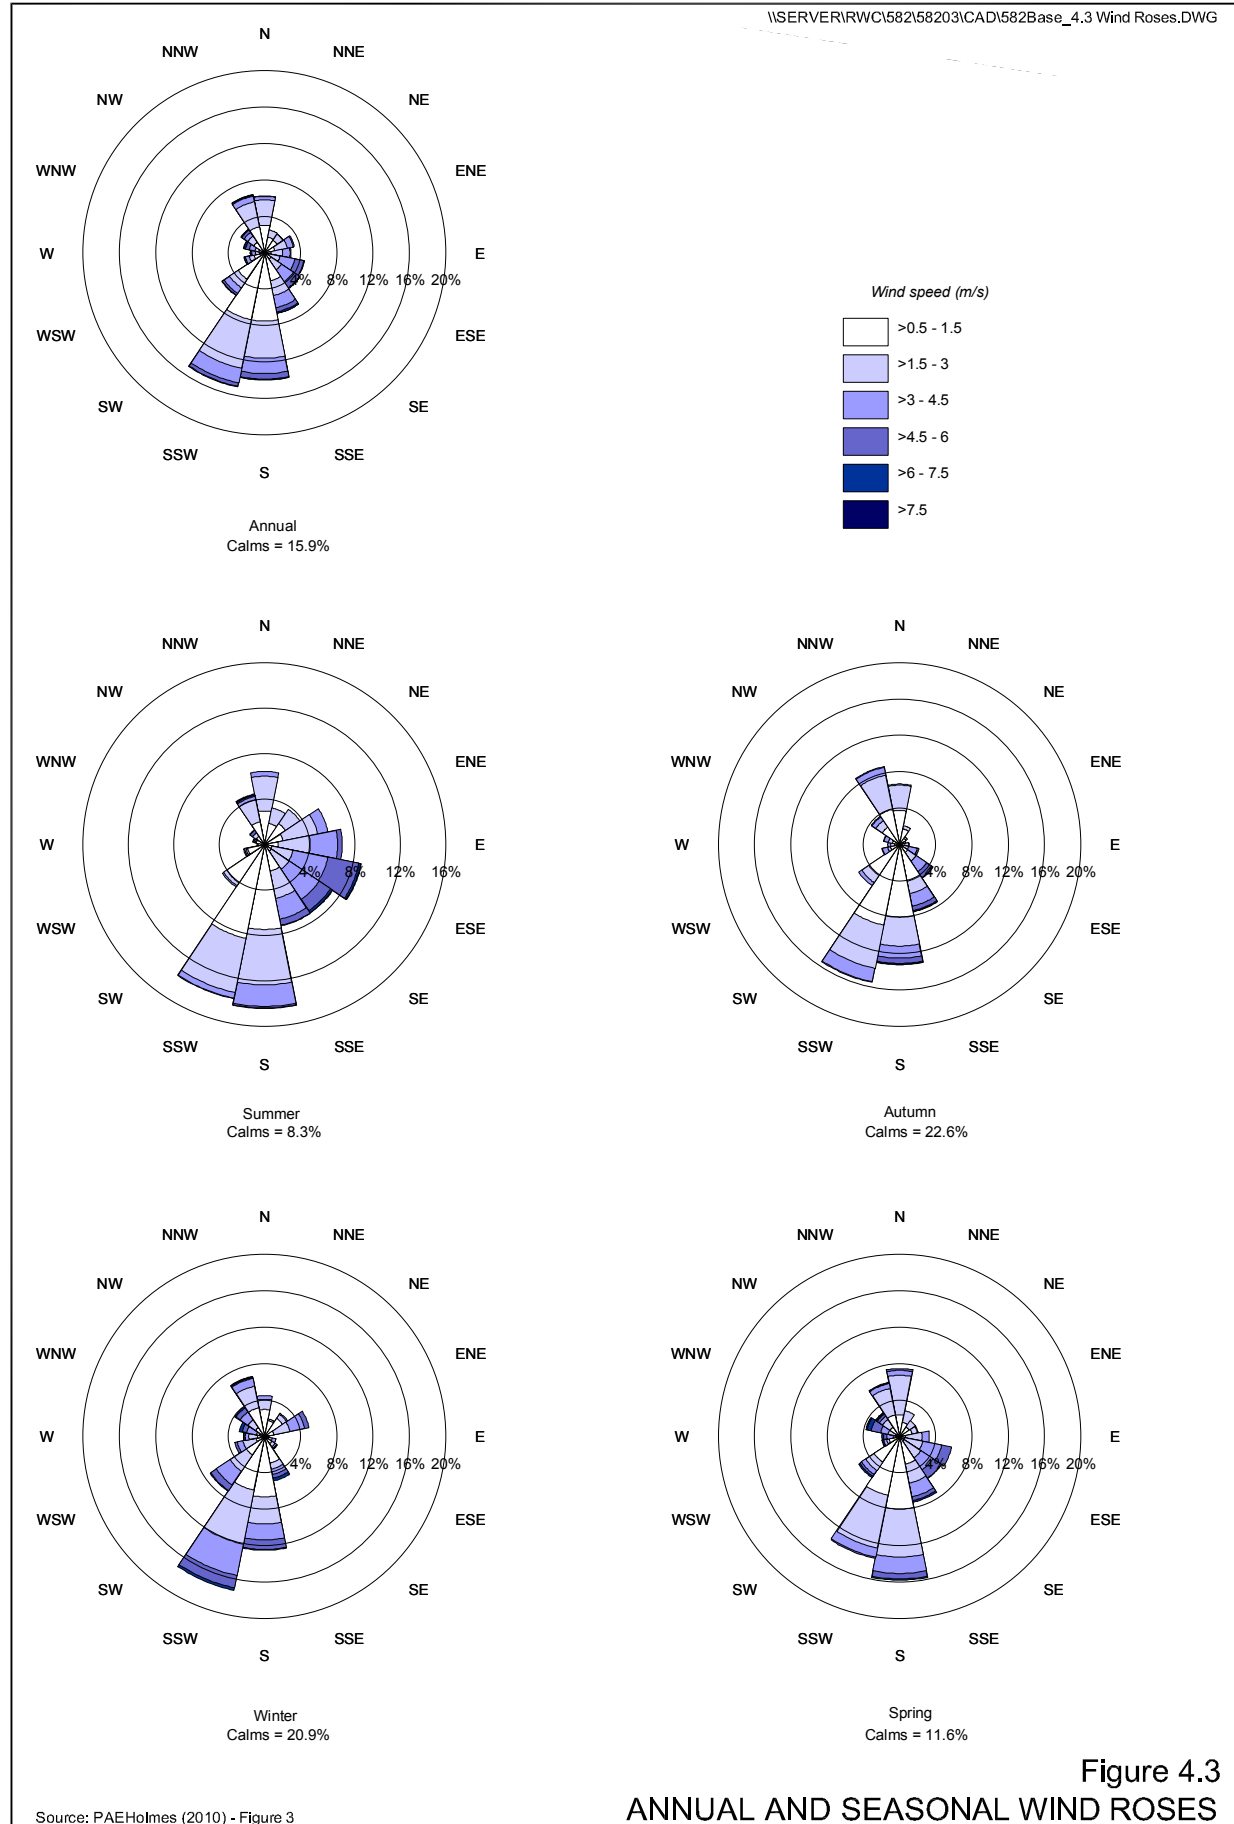 \\SERVER\RWC\582\58203\CAD\582Base_4.3 Wind Roses.DWG
N
NNW NNE
NW NE
WNW ENE
W E
4% 8% 12% 16% 20%
WSW ESE
SW SE
SSW SSE
S
Annual
Calms = 15.9%
Wind speed (m/s)
>0.5 - 1.5
>1.5 - 3
>3 - 4.5
>4.5 - 6
>6 - 7.5
>7.5
N
NNW NNE
NW NE
WNW ENE
W E
4% 8% 12% 16%
WSW ESE
SW SE
SSW SSE
S
Summer
Calms = 8.3%
N
NNW NNE
NW NE
WNW ENE
W E
4% 8% 12% 16% 20%
WSW ESE
SW SE
SSW SSE
S
Autumn
Calms = 22.6%
N
NNW NNE
NW NE
WNW ENE
W E
4% 8% 12% 16% 20%
WSW ESE
SW SE
SSW SSE
S
Winter
Calms = 20.9%
N
NNW NNE
NW NE
WNW ENE
W E
4% 8% 12% 16% 20%
WSW ESE
SW SE
SSW SSE
S
Spring
Calms = 11.6%
Figure 4.3
ANNUAL AND SEASONAL WIND ROSES
Source: PAEHolmes (2010) - Figure 3